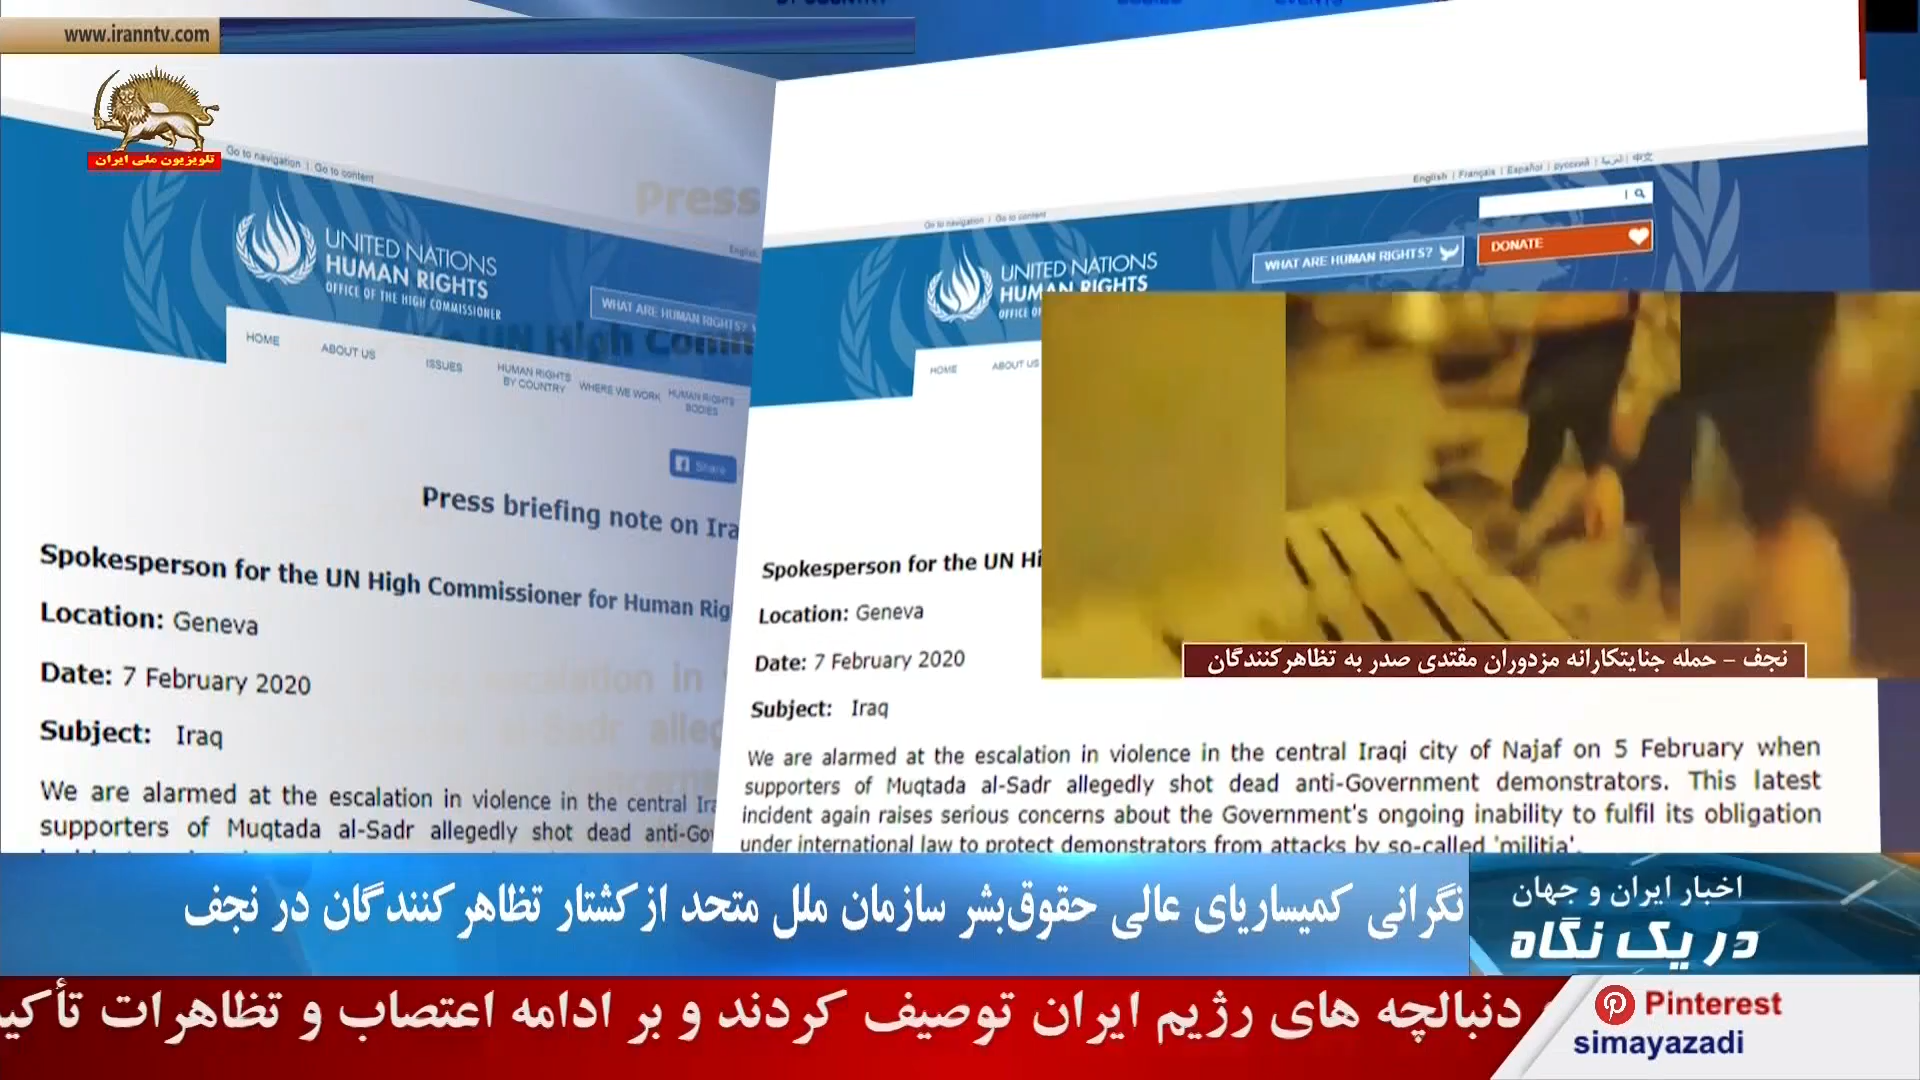 BY COUNTRY
BODIES
EVENTS
www.iranntv.com
تلویزیون ملی ایران
Go to navigation | Go to content
Press
English
UNITED NATIONS
HUMAN RIGHTS
OFFICE OF THE HIGH COMMISSIONER
WHAT ARE HUMAN RIGHTS?
HOME
ABOUT US
ISSUES
HUMAN RIGHTS
BY COUNTRY
WHERE WE WORK
HUMAN RIGHTS
BODIES
Share
Press briefing note on Ira
Spokesperson for the UN High Commissioner for Human Rig
Location: Geneva
Date: 7 February 2020
Subject: Iraq
We are alarmed at the escalation in violence in the central Ira
supporters of Muqtada al-Sadr allegedly shot dead anti-Gov
English | Français | Español | русский | العربية | 中文
Go to navigation | Go to content
UNITED NATIONS
HUMAN RIGHTS
OFFICE OF
WHAT ARE HUMAN RIGHTS?
DONATE
HOME
ABOUT US
Spokesperson for the UN Hi
Location: Geneva
Date: 7 February 2020
Subject: Iraq
نجف - حمله جنایتکارانه مزدوران مقتدی صدر به تظاهرکنندگان
We are alarmed at the escalation in violence in the central Iraqi city of Najaf on 5 February when
supporters of Muqtada al-Sadr allegedly shot dead anti-Government demonstrators. This latest
incident again raises serious concerns about the Government's ongoing inability to fulfil its obligation
under international law to protect demonstrators from attacks by so-called 'militia'.
اخبار ایران و جهان
در یک نگاه
نگرانی کمیساریای عالی حقوق‌بشر سازمان ملل متحد از کشتار تظاهرکنندگان در نجف
دنبالچه های رژیم ایران توصیف کردند و بر ادامه اعتصاب و تظاهرات تأکید
Pinterest
simayazadi